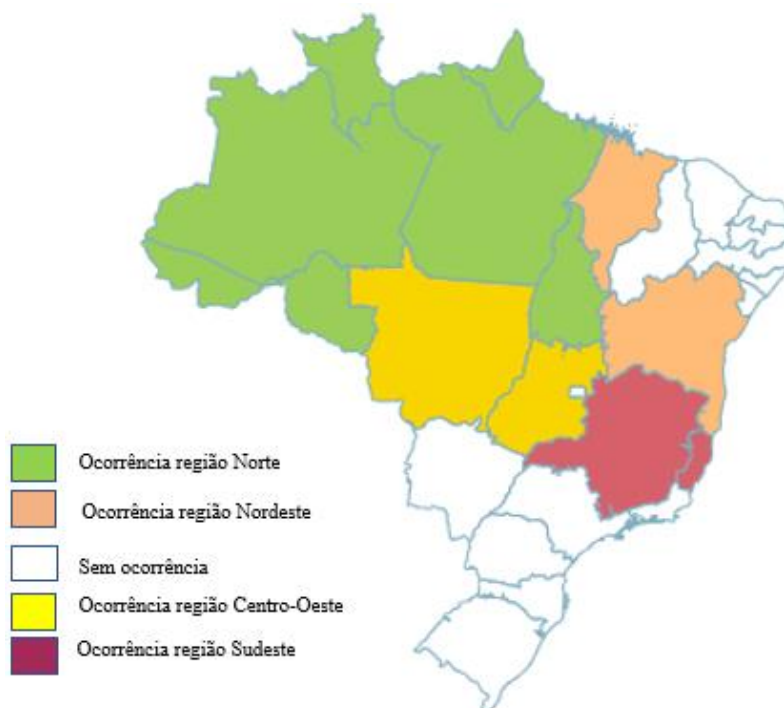 Ocorrência região Norte
Ocorrência região Nordeste
Sem ocorrência
Ocorrência região Centro-Oeste
Ocorrência região Sudeste